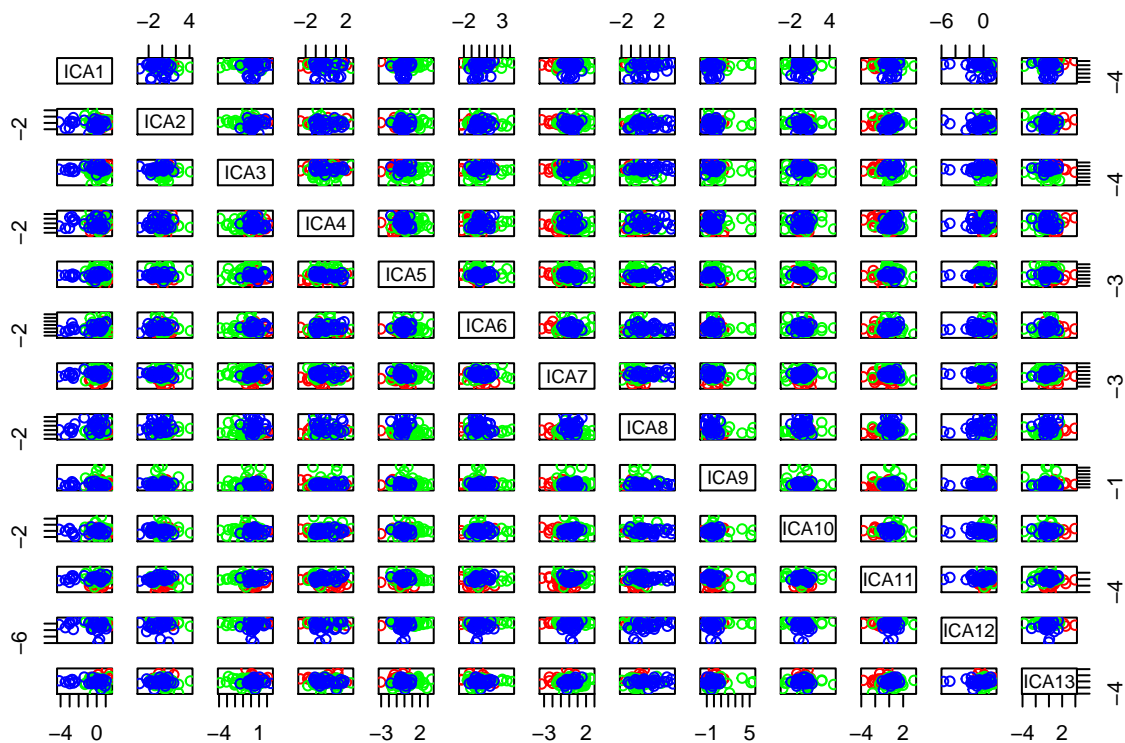 −2 4 −2 2 −2 3 −2 2 −2 2 −6 0
ICA1 −4
−2 ICA2
ICA3 −4
−2 ICA4
ICA5 −3
−2 ICA6
ICA7 −3
−2 ICA8
ICA9 −1
−2 ICA10
ICA11 −4
−6 ICA12
ICA13 −4
−4 0 −4 1 −3 2 −3 2 −1 5 −4 2 −4 2